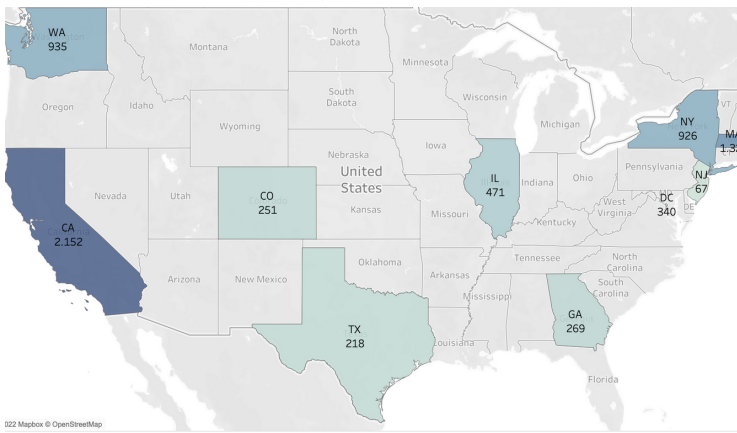 WA
935
North
Dakota
Montana
Minnesota
Oregon
Idaho
South
Dakota
Wisconsin
Michigan
VT
NY
926
MA
Wyoming
Iowa
Nebraska
Nevada
Utah
CO
251
United
States
IL
471
Indiana
Ohio
Pennsylvania
NJ
67
DC
340
DE
CA
2.152
Kansas
Missouri
West
Virginia
Kentucky
Arizona
New Mexico
Oklahoma
Arkansas
Tennessee
North
Carolina
South
Carolina
Mississippi
TX
218
Louisiana
GA
269
Florida
022 Mapbox © OpenStreetMap